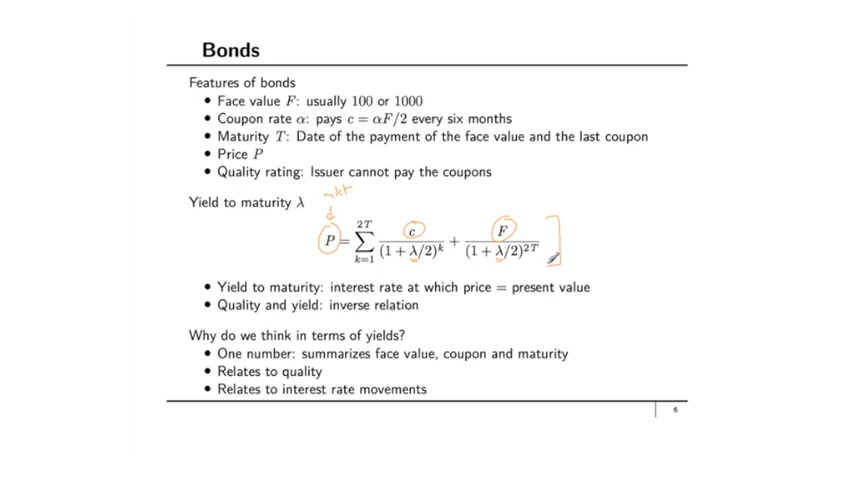 Bonds
Features of bonds
• Face value F: usually 100 or 1000
• Coupon rate α: pays c = αF/2 every six months
• Maturity T: Date of the payment of the face value and the last coupon
• Price P
• Quality rating: Issuer cannot pay the coupons
mkt
Yield to maturity λ
P = ∑_{k=1}^{2T} c/(1 + λ/2)^k + F/(1 + λ/2)^{2T}
• Yield to maturity: interest rate at which price = present value
• Quality and yield: inverse relation
Why do we think in terms of yields?
• One number: summarizes face value, coupon and maturity
• Relates to quality
• Relates to interest rate movements
6